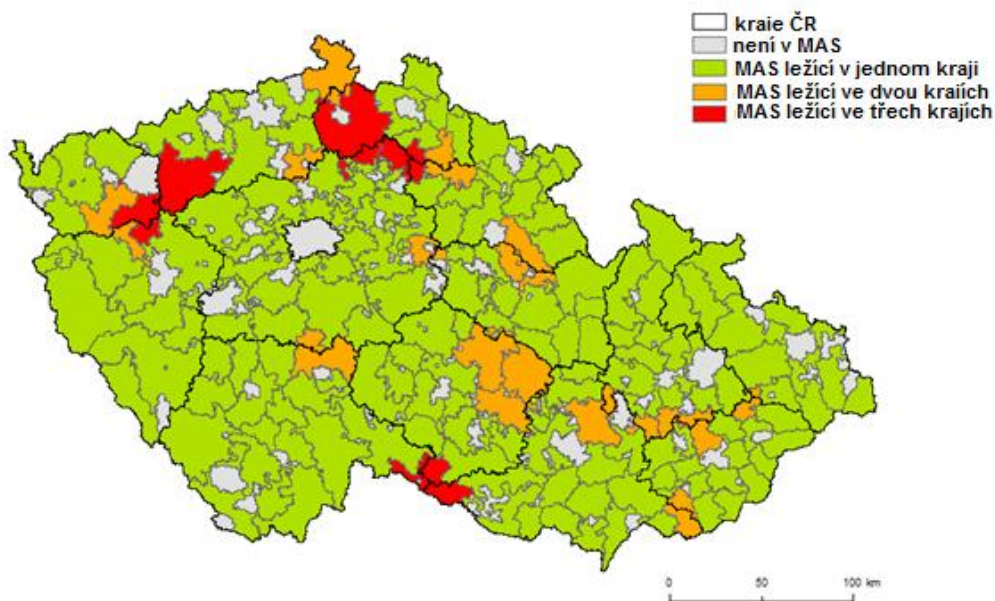 kraie ČR
není v MAS
MAS ležící v jednom kraji
MAS ležící ve dvou kraiích
MAS ležící ve třech krajích
0 50 100 km